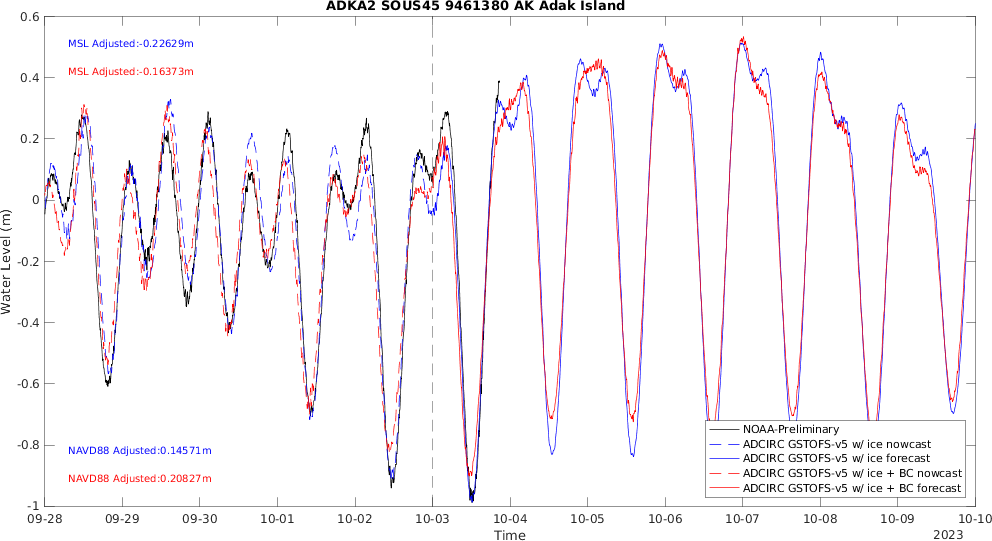 ADKA2 SOUS45 9461380 AK Adak Island
0.6
0.4
0.2
0
-0.2
-0.4
-0.6
-0.8
-1
Water Level (m)
MSL Adjusted:-0.22629m
MSL Adjusted:-0.16373m
NAVD88 Adjusted:0.14571m
NAVD88 Adjusted:0.20827m
NOAA-Preliminary
ADCIRC GSTOFS-v5 w/ ice nowcast
ADCIRC GSTOFS-v5 w/ ice forecast
ADCIRC GSTOFS-v5 w/ ice + BC nowcast
ADCIRC GSTOFS-v5 w/ ice + BC forecast
09-28 09-29 09-30 10-01 10-02 10-03 10-04 10-05 10-06 10-07 10-08 10-09 10-10
Time
2023